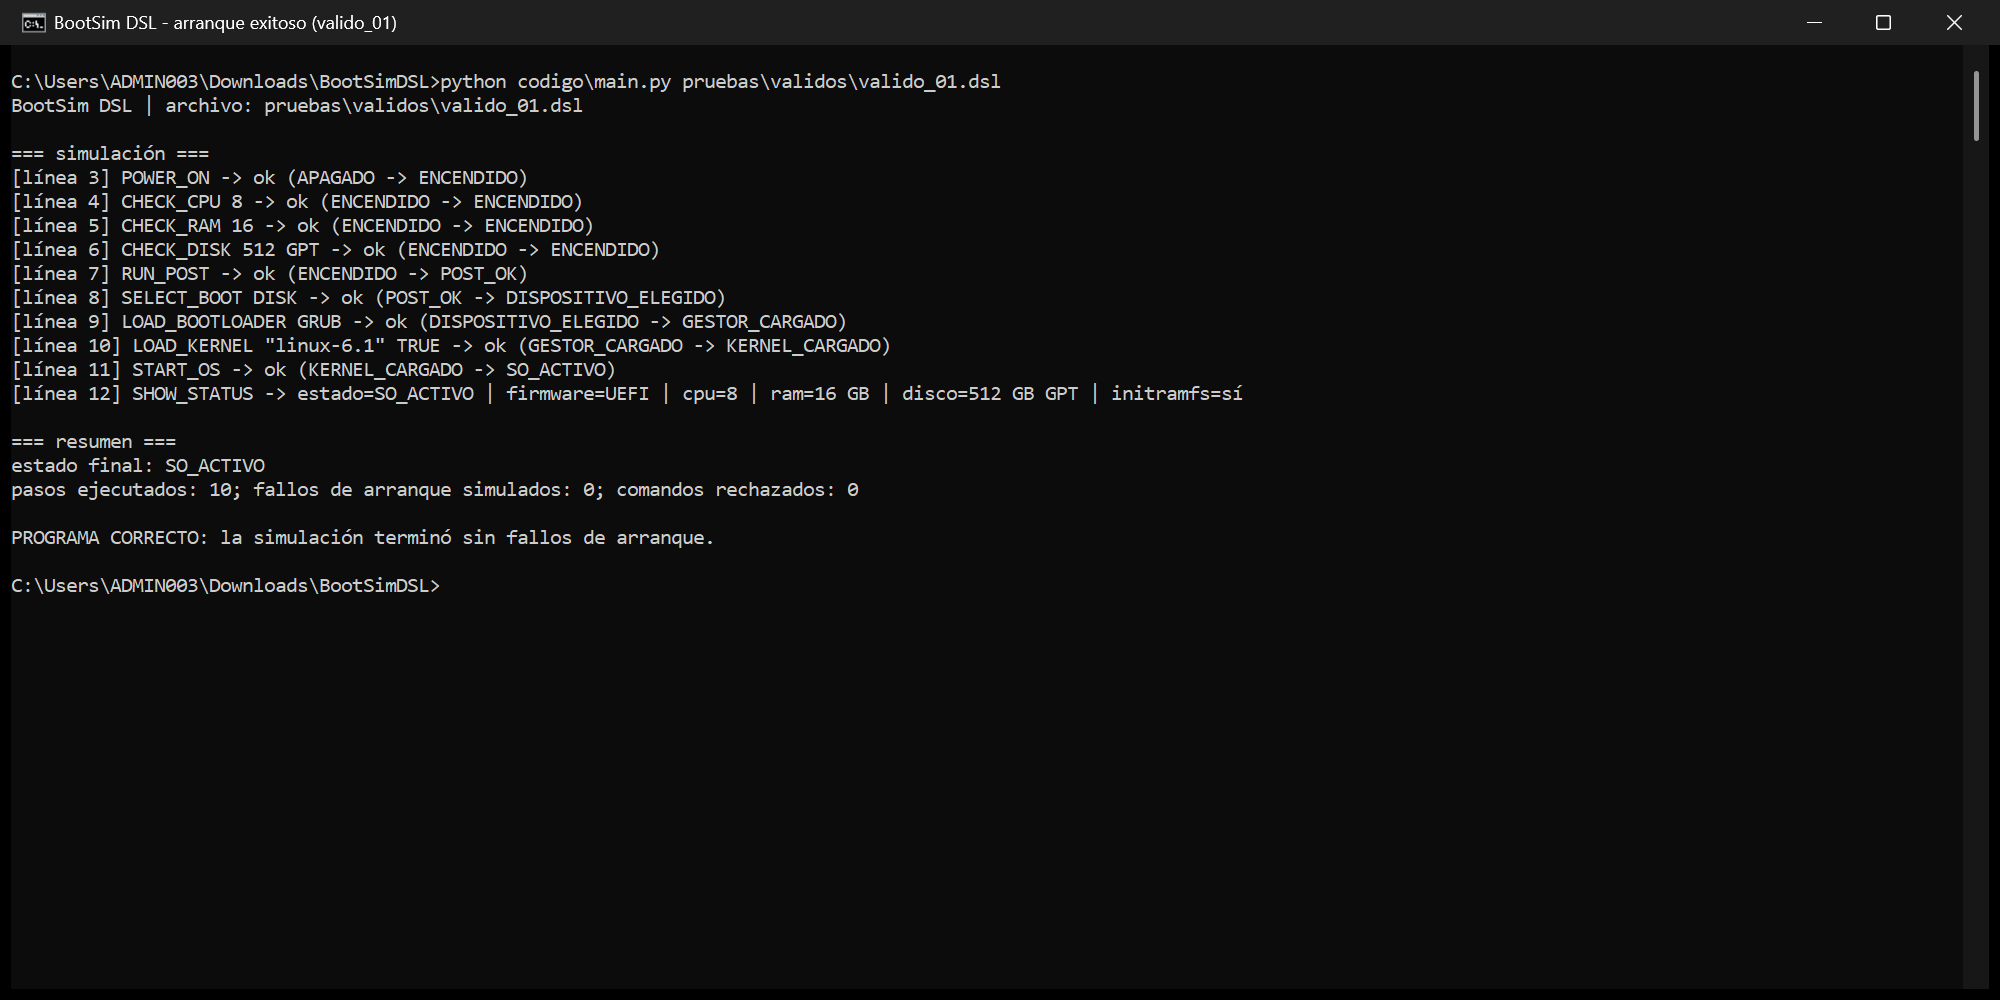 BootSim DSL - arranque exitoso (valido_01)
C:\Users\ADMIN003\Downloads\BootSimDSL>python codigo\main.py pruebas\validos\valido_01.dsl
BootSim DSL | archivo: pruebas\validos\valido_01.dsl
=== simulación ===
[línea 3] POWER_ON -> ok (APAGADO -> ENCENDIDO)
[línea 4] CHECK_CPU 8 -> ok (ENCENDIDO -> ENCENDIDO)
[línea 5] CHECK_RAM 16 -> ok (ENCENDIDO -> ENCENDIDO)
[línea 6] CHECK_DISK 512 GPT -> ok (ENCENDIDO -> ENCENDIDO)
[línea 7] RUN_POST -> ok (ENCENDIDO -> POST_OK)
[línea 8] SELECT_BOOT DISK -> ok (POST_OK -> DISPOSITIVO_ELEGIDO)
[línea 9] LOAD_BOOTLOADER GRUB -> ok (DISPOSITIVO_ELEGIDO -> GESTOR_CARGADO)
[línea 10] LOAD_KERNEL "linux-6.1" TRUE -> ok (GESTOR_CARGADO -> KERNEL_CARGADO)
[línea 11] START_OS -> ok (KERNEL_CARGADO -> SO_ACTIVO)
[línea 12] SHOW_STATUS -> estado=SO_ACTIVO | firmware=UEFI | cpu=8 | ram=16 GB | disco=512 GB GPT | initramfs=sí
=== resumen ===
estado final: SO_ACTIVO
pasos ejecutados: 10; fallos de arranque simulados: 0; comandos rechazados: 0
PROGRAMA CORRECTO: la simulación terminó sin fallos de arranque.
C:\Users\ADMIN003\Downloads\BootSimDSL>